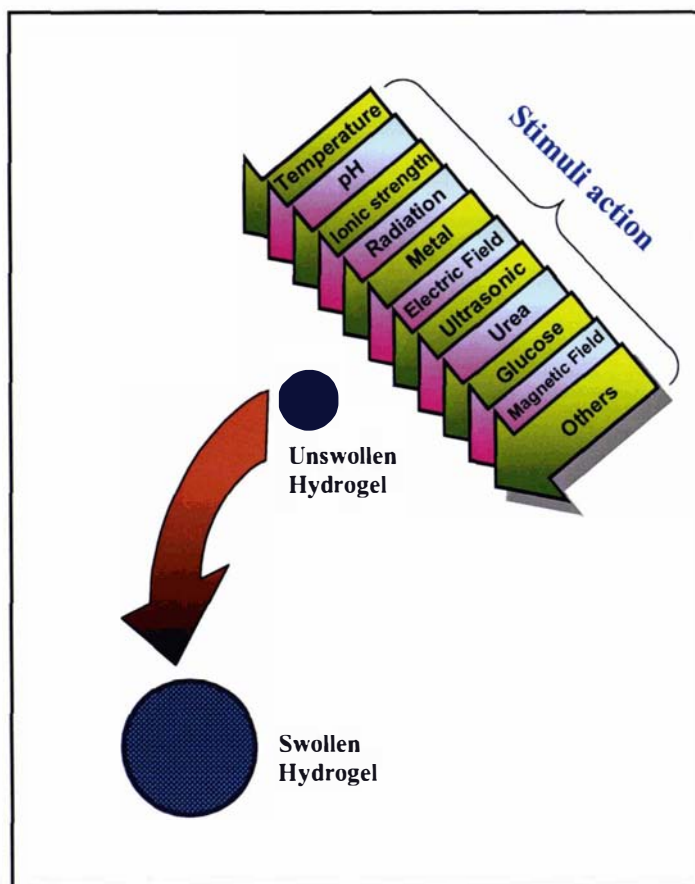 Stimuli action
Temperature
pH
Ionic strength
Radiation
Metal
Electric Field
Ultrasonic
Urea
Glucose
Magnetic Field
Others
Unswollen
Hydrogel
Swollen
Hydrogel